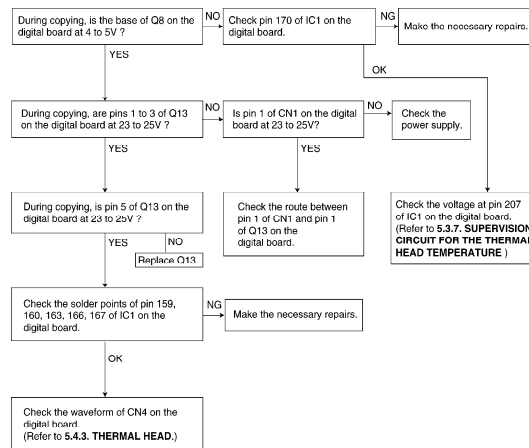 During copying, is the base of Q8 on the
digital board at 4 to 5V ?
NO
Check pin 170 of IC1 on the
digital board.
NG
Make the necessary repairs.
YES
OK
During copying, are pins 1 to 3 of Q13
on the digital board at 23 to 25V ?
NO
Is pin 1 of CN1 on the digital
board at 23 to 25V?
NO
Check the
power supply.
YES
YES
During copying, is pin 5 of Q13 on the
digital board at 23 to 25V ?
Check the route between
pin 1 of CN1 and pin 1
of Q13 on the
digital board.
Check the voltage at pin 207
of IC1 on the digital board.
(Refer to 5.3.7. SUPERVISION
CIRCUIT FOR THE THERMAL
HEAD TEMPERATURE )
YES
NO
Replace Q13.
Check the solder points of pin 159,
160, 163, 166, 167 of IC1 on the
digital board.
NG
Make the necessary repairs.
OK
Check the waveform of CN4 on the
digital board.
(Refer to 5.4.3. THERMAL HEAD.)